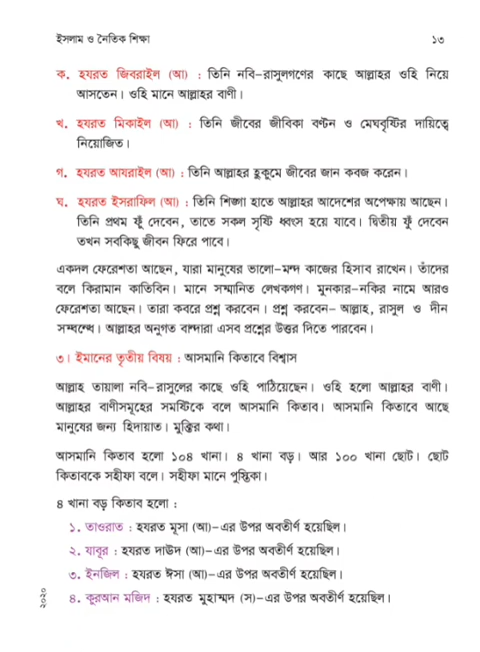 ইসলাম ও নৈতিক শিক্ষা ১৩
ক. হযরত জিবরাইল (আ) : তিনি নবি-রাসুলগণের কাছে আল্লাহর ওহি নিয়ে
আসতেন। ওহি মানে আল্লাহর বাণী।
খ. হযরত মিকাইল (আ) : তিনি জীবের জীবিকা বণ্টন ও মেঘবৃষ্টির দায়িত্বে
নিয়োজিত।
গ. হযরত আযরাইল (আ) : তিনি আল্লাহর হুকুমে জীবের জান কবজ করেন।
ঘ. হযরত ইসরাফিল (আ) : তিনি শিঙ্গা হাতে আল্লাহর আদেশের অপেক্ষায় আছেন।
তিনি প্রথম ফুঁ দেবেন, তাতে সকল সৃষ্টি ধ্বংস হয়ে যাবে। দ্বিতীয় ফুঁ দেবেন
তখন সবকিছু জীবন ফিরে পাবে।
একদল ফেরেশতা আছেন, যারা মানুষের ভালো-মন্দ কাজের হিসাব রাখেন। তাঁদের
বলে কিরামান কাতিবিন। মানে সম্মানিত লেখকগণ। মুনকার-নকির নামে আরও
ফেরেশতা আছেন। তারা কবরে প্রশ্ন করবেন। প্রশ্ন করবেন- আল্লাহ, রাসুল ও দীন
সম্বন্ধে। আল্লাহর অনুগত বান্দারা এসব প্রশ্নের উত্তর দিতে পারবেন।
৩। ইমানের তৃতীয় বিষয় : আসমানি কিতাবে বিশ্বাস
আল্লাহ তায়ালা নবি-রাসুলের কাছে ওহি পাঠিয়েছেন। ওহি হলো আল্লাহর বাণী।
আল্লাহর বাণীসমূহের সমষ্টিকে বলে আসমানি কিতাব। আসমানি কিতাবে আছে
মানুষের জন্য হিদায়াত। মুক্তির কথা।
আসমানি কিতাব হলো ১০৪ খানা। ৪ খানা বড়। আর ১০০ খানা ছোট। ছোট
কিতাবকে সহীফা বলে। সহীফা মানে পুস্তিকা।
৪ খানা বড় কিতাব হলো :
১. তাওরাত : হযরত মূসা (আ)-এর উপর অবতীর্ণ হয়েছিল।
২. যাবুর : হযরত দাউদ (আ)-এর উপর অবতীর্ণ হয়েছিল।
৩. ইনজিল : হযরত ঈসা (আ)-এর উপর অবতীর্ণ হয়েছিল।
৪. কুরআন মজিদ : হযরত মুহাম্মদ (স)-এর উপর অবতীর্ণ হয়েছিল।
২০২০